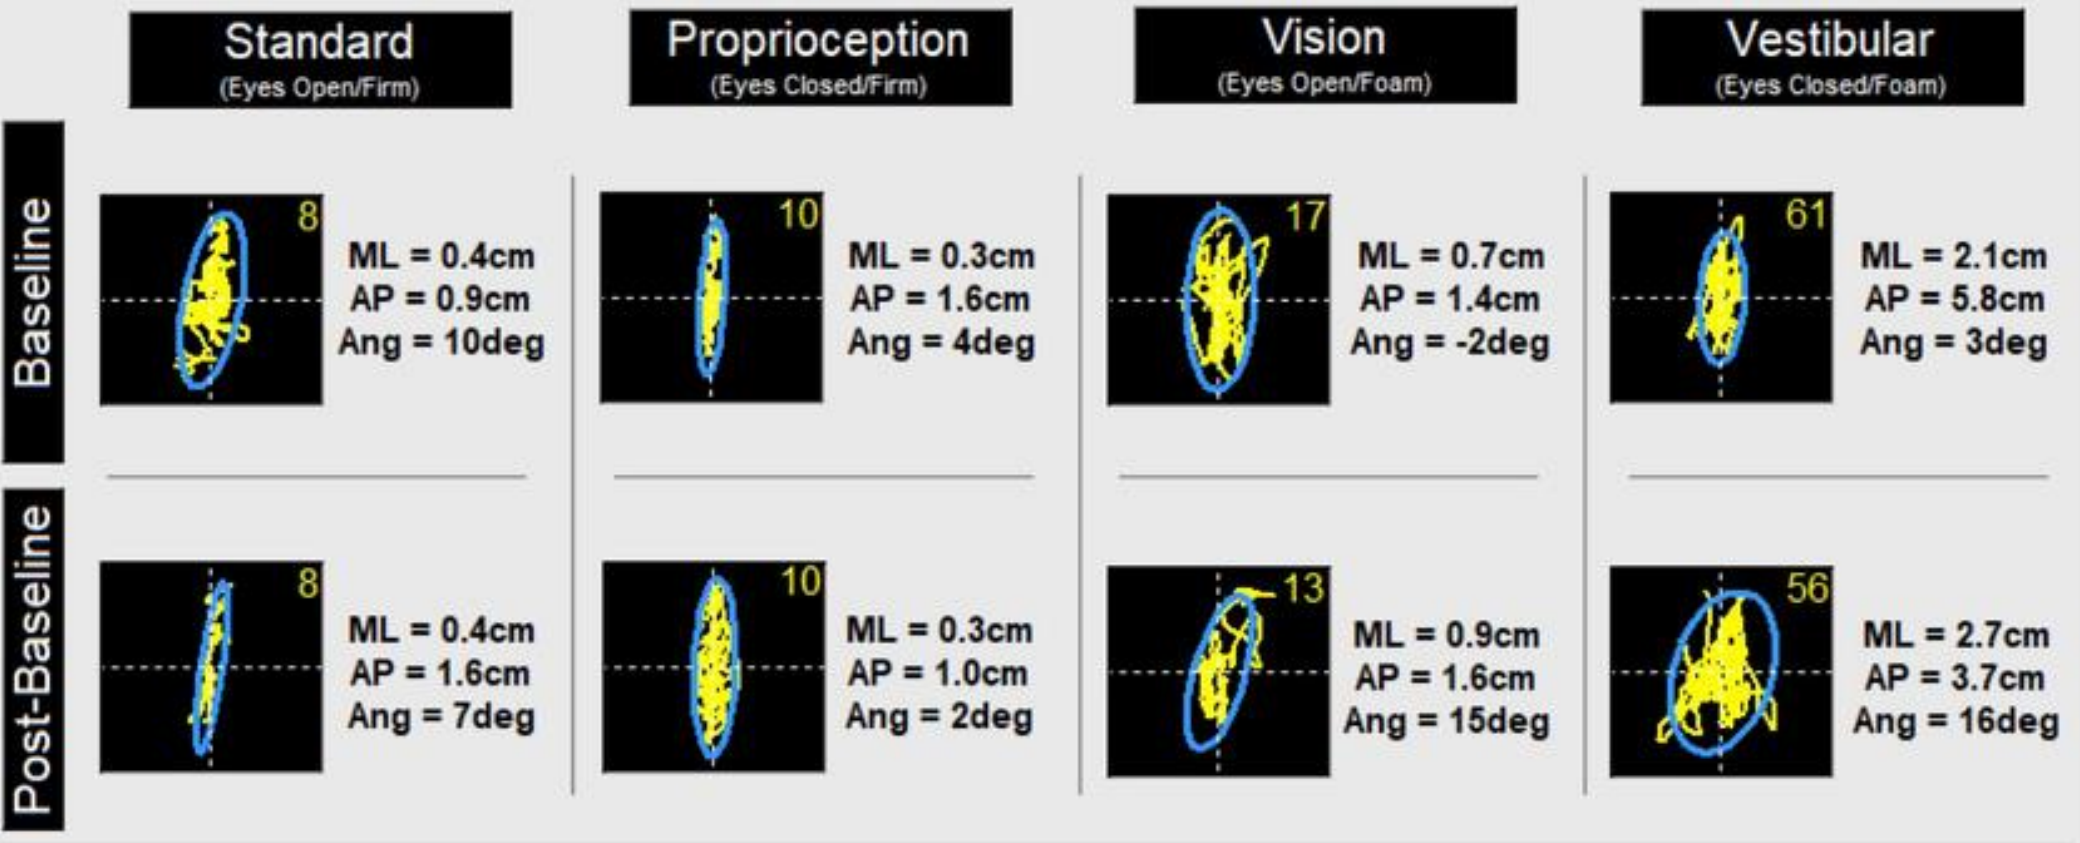 Standard
(Eyes Open/Firm)
Proprioception
(Eyes Closed/Firm)
Vision
(Eyes Open/Foam)
Vestibular
(Eyes Closed/Foam)
Baseline
8
ML = 0.4cm
AP = 0.9cm
Ang = 10deg
10
ML = 0.3cm
AP = 1.6cm
Ang = 4deg
17
ML = 0.7cm
AP = 1.4cm
Ang = -2deg
61
ML = 2.1cm
AP = 5.8cm
Ang = 3deg
Post-Baseline
8
ML = 0.4cm
AP = 1.6cm
Ang = 7deg
10
ML = 0.3cm
AP = 1.0cm
Ang = 2deg
13
ML = 0.9cm
AP = 1.6cm
Ang = 15deg
56
ML = 2.7cm
AP = 3.7cm
Ang = 16deg